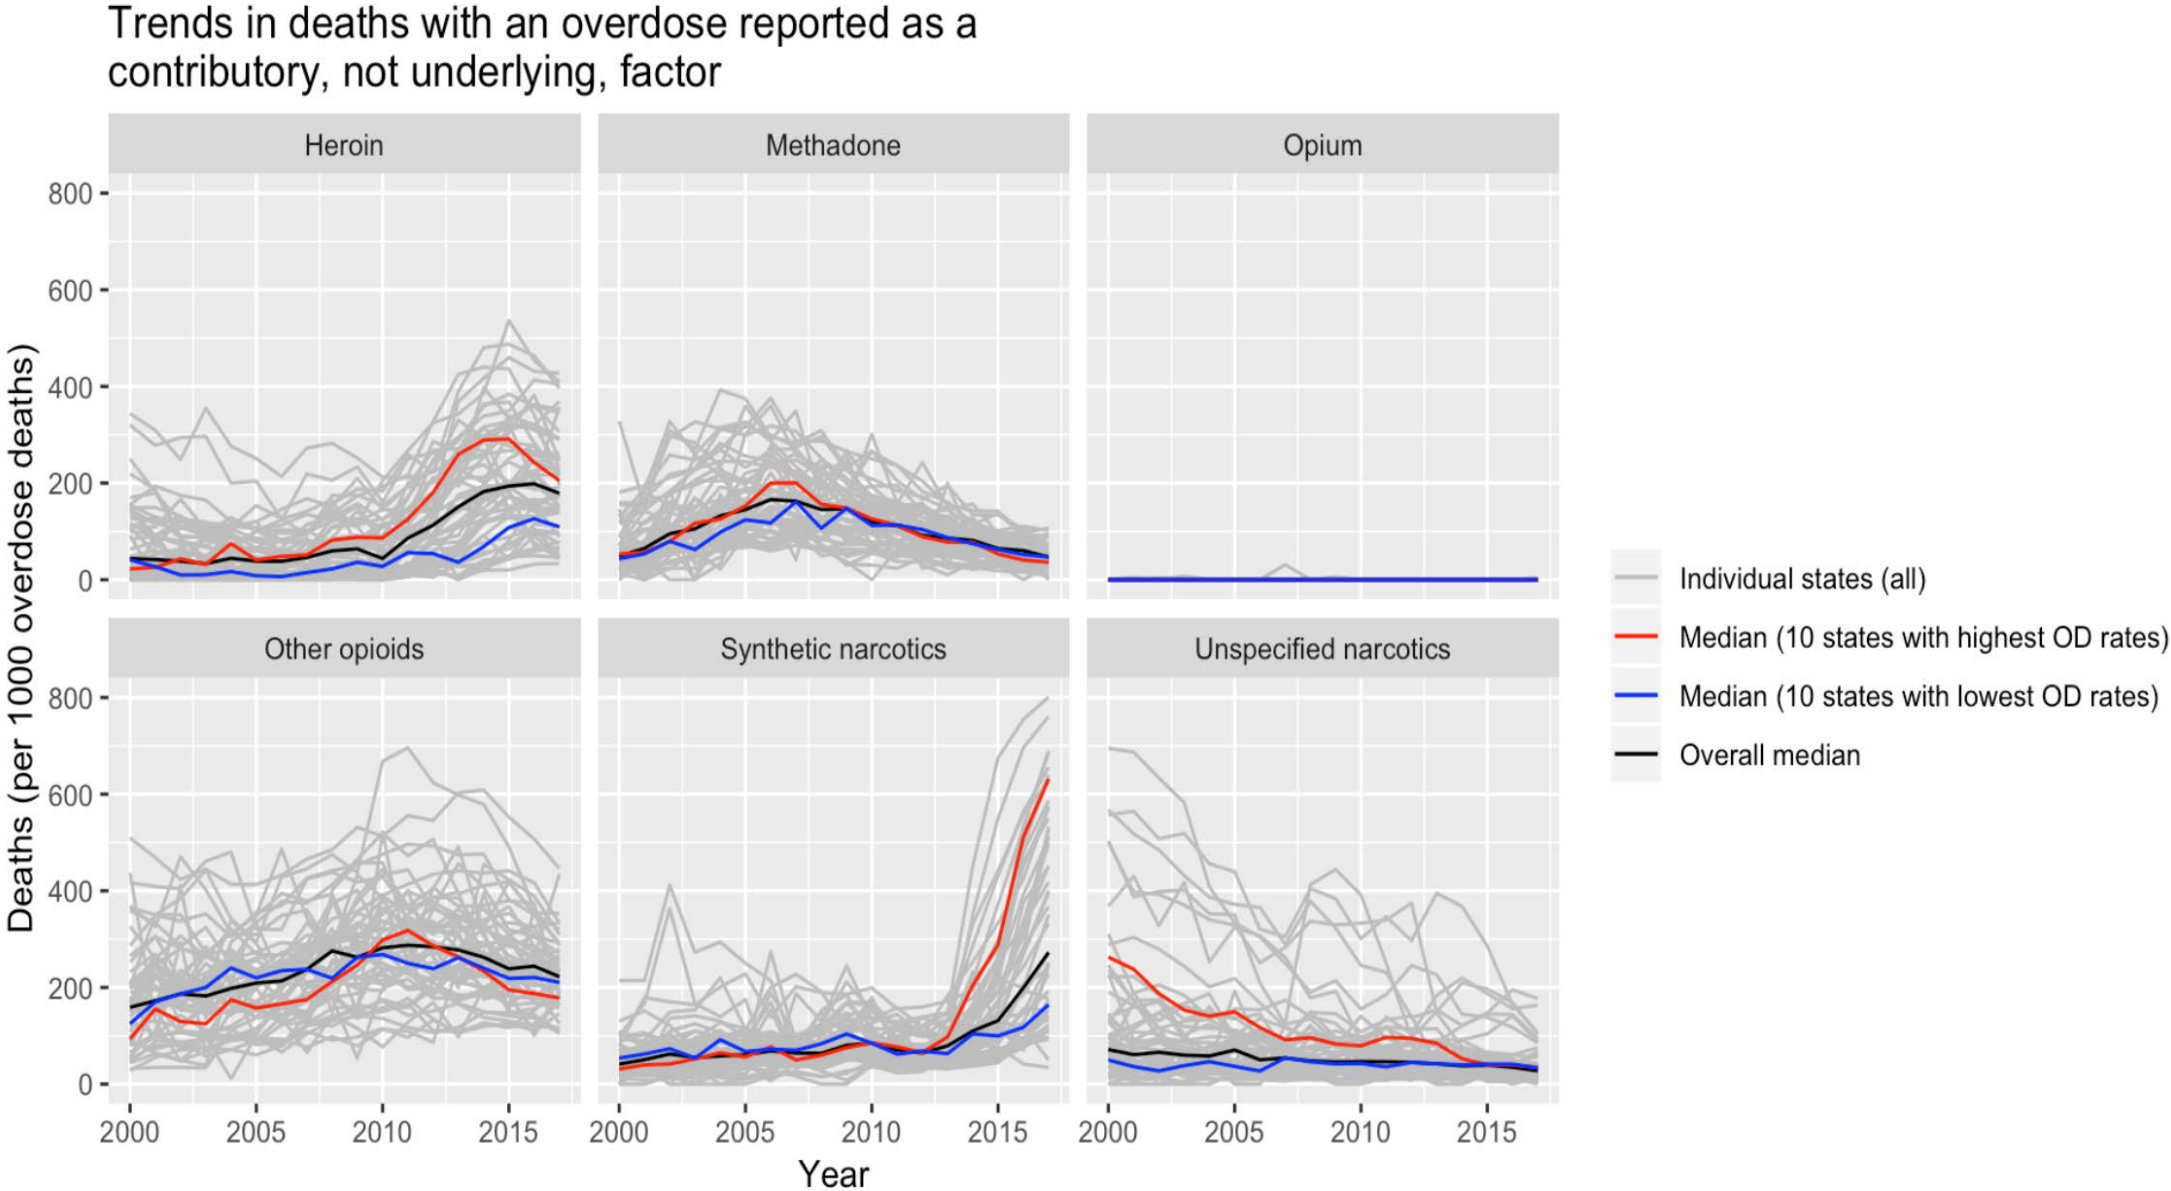 Trends in deaths with an overdose reported as a
contributory, not underlying, factor
Heroin
Methadone
Opium
800
600
400
200
0
Other opioids
Synthetic narcotics
Unspecified narcotics
800
600
400
200
0
2000 2005 2010 2015
2000 2005 2010 2015
2000 2005 2010 2015
Year
Deaths (per 1000 overdose deaths)
Individual states (all)
Median (10 states with highest OD rates)
Median (10 states with lowest OD rates)
Overall median